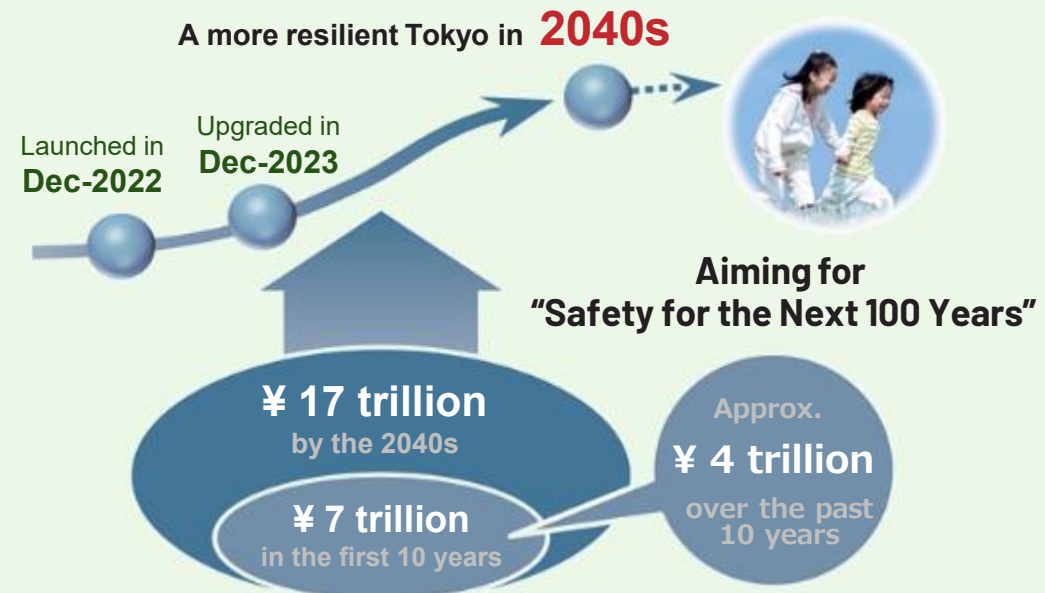 A more resilient Tokyo in 2040s
Launched in
Dec-2022
Upgraded in
Dec-2023
Aiming for
“Safety for the Next 100 Years”
¥ 17 trillion
by the 2040s
¥ 7 trillion
in the first 10 years
Approx.
¥ 4 trillion
over the past
10 years